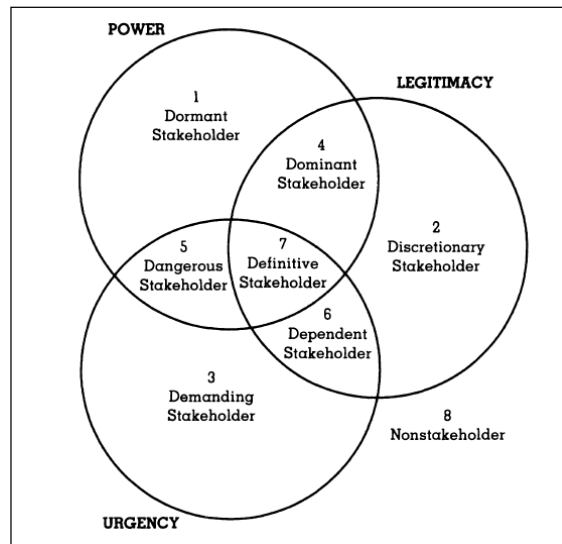 POWER
LEGITIMACY
1
Dormant
Stakeholder
4
Dominant
Stakeholder
2
Discretionary
Stakeholder
5
Dangerous
Stakeholder
7
Definitive
Stakeholder
6
Dependent
Stakeholder
3
Demanding
Stakeholder
8
Nonstakeholder
URGENCY